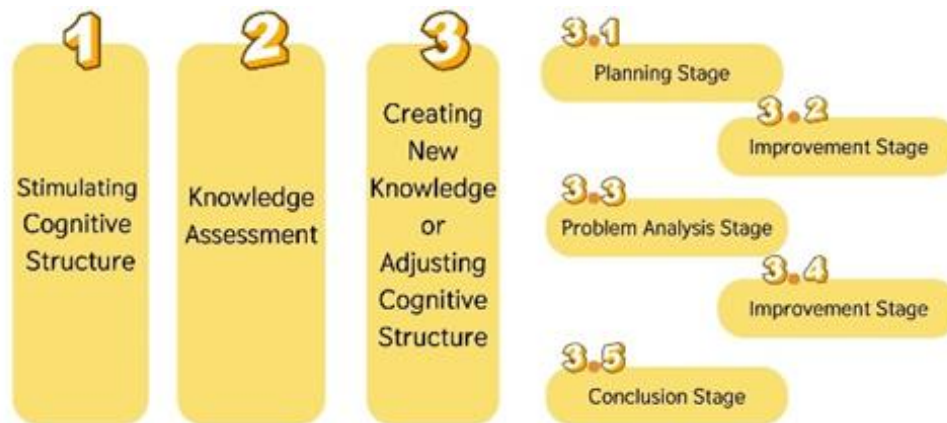 1
Stimulating
Cognitive
Structure
2
Knowledge
Assessment
3
Creating
New
Knowledge
or
Adjusting
Cognitive
Structure
3.1
Planning Stage
3.2
Improvement Stage
3.3
Problem Analysis Stage
3.4
Improvement Stage
3.5
Conclusion Stage